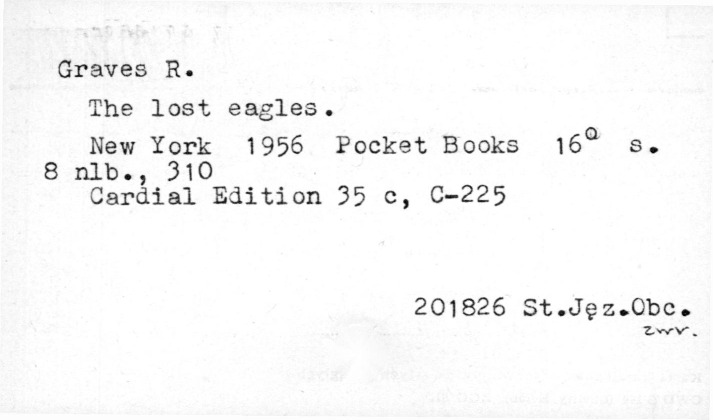 Graves R.
The lost eagles.
New York 1956 Pocket Books 16° s.
8 nlb., 310
Cardial Edition 35 c, C-225
201826 St.Jęz.Obc.
zwr.